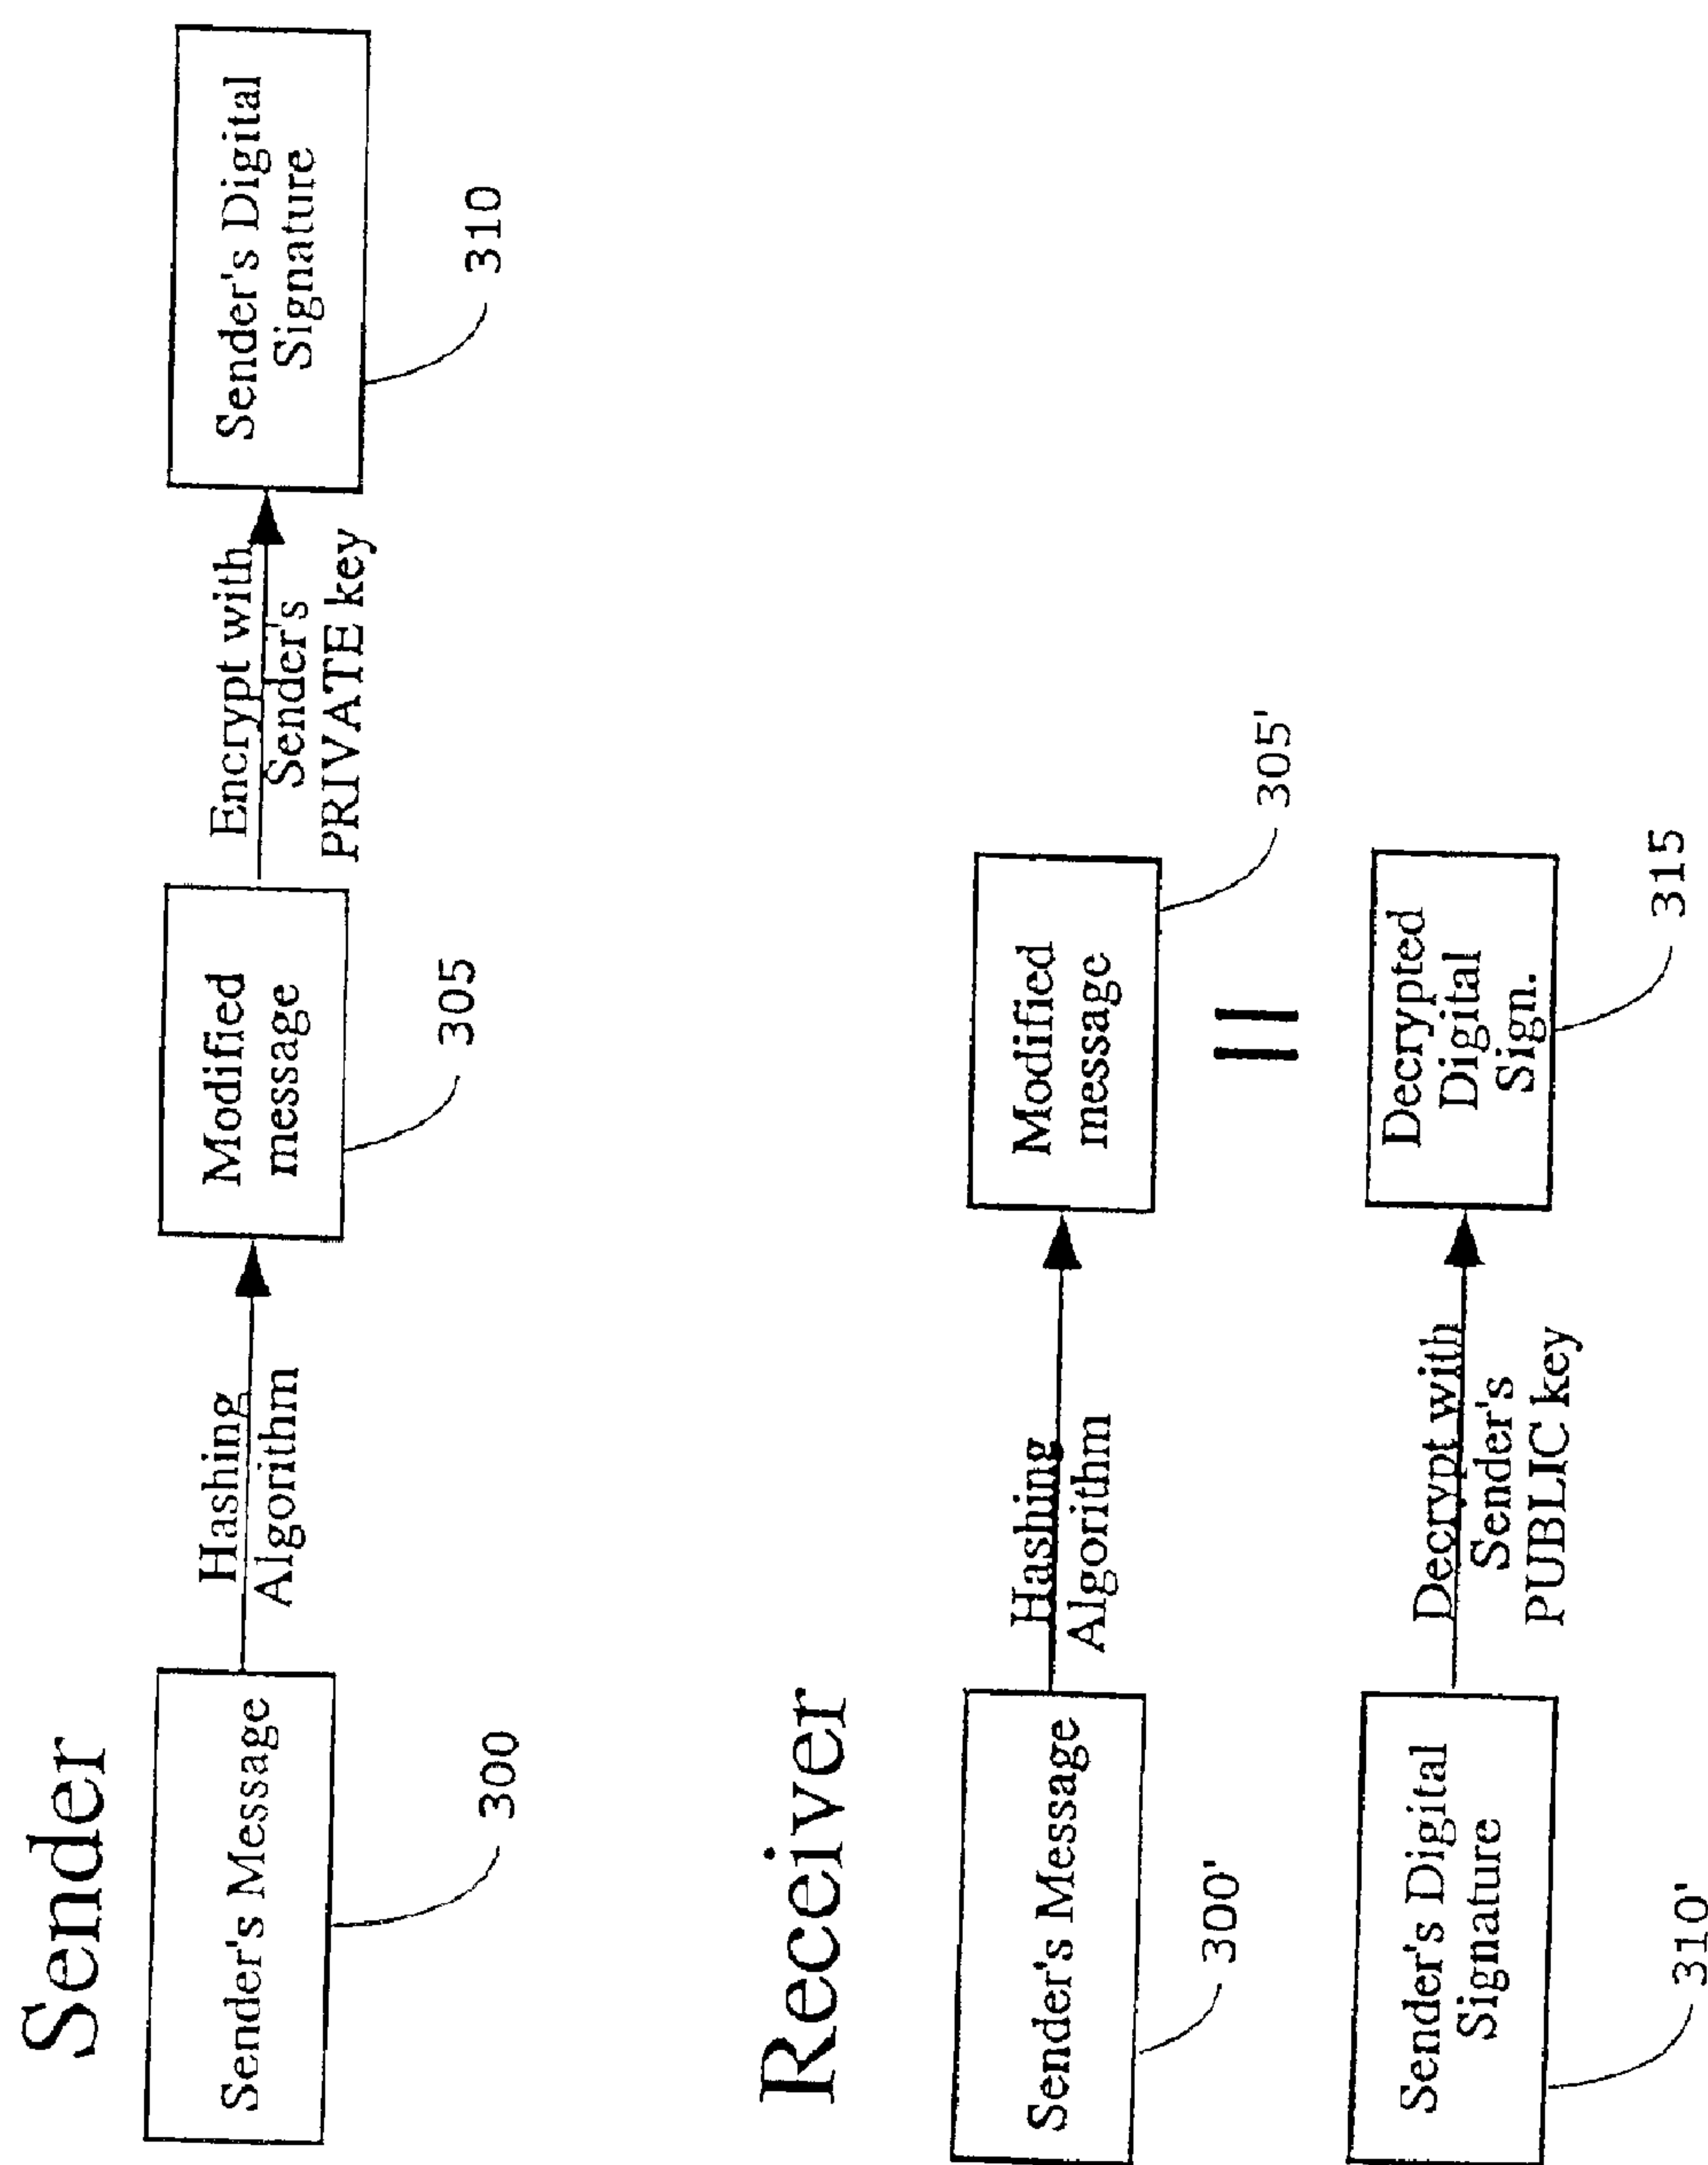 Sender
Sender's Message
300
Hashing
Algorithm
Modified
message
305
Encrypt with
Sender's
PRIVATE key
Sender's Digital
Signature
310
Receiver
Sender's Message
300'
Hashing
Algorithm
Modified
message
305'
Sender's Digital
Signature
310'
Decrypt with
Sender's
PUBLIC key
Decrypted
Digital
Sign.
315